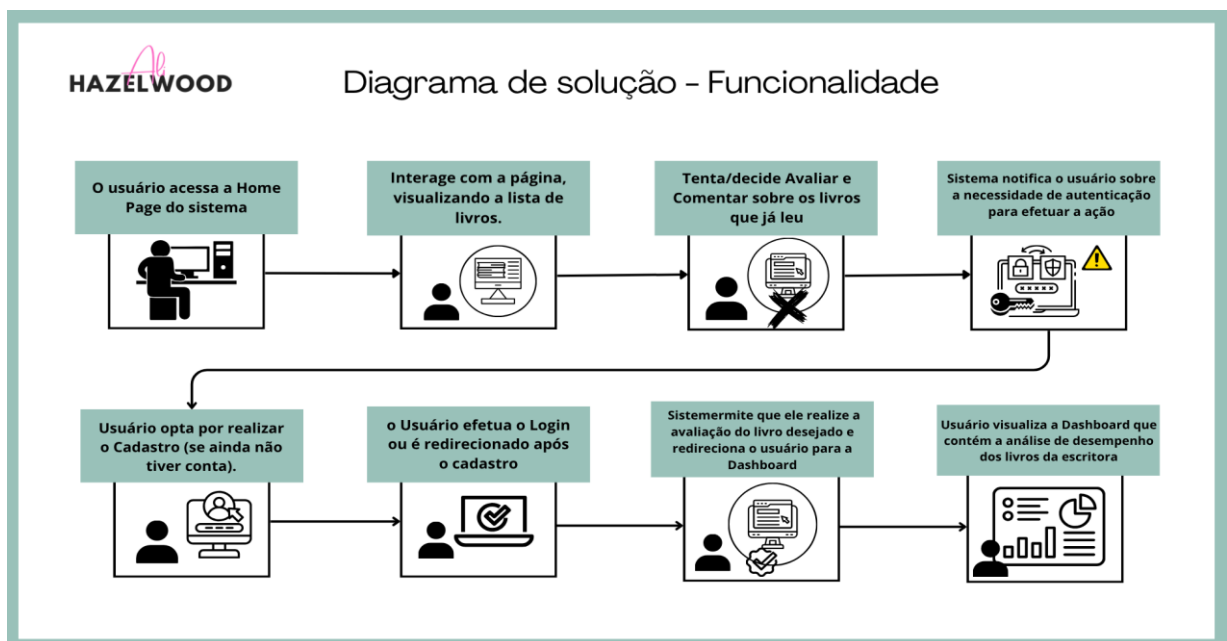 Ali
HAZELWOOD
Diagrama de solução - Funcionalidade
O usuário acessa a Home
Page do sistema
Interage com a página,
visualizando a lista de
livros.
Tenta/decide Avaliar e
Comentar sobre os livros
que já leu
Sistema notifica o usuário sobre
a necessidade de autenticação
para efetuar a ação
Usuário opta por realizar
o Cadastro (se ainda não
tiver conta).
o Usuário efetua o Login
ou é redirecionado após
o cadastro
Sistemermite que ele realize a
avaliação do livro desejado e
redireciona o usuário para a
Dashboard
Usuário visualiza a Dashboard que
contém a análise de desempenho
dos livros da escritora